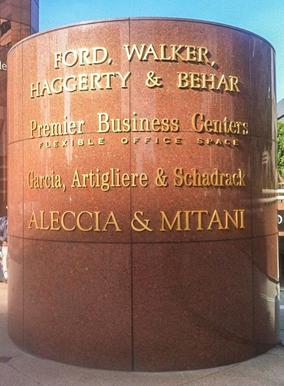 FORD, WALKER,
HAGGERTY & BEHAR
Premier Business Centers
FLEXIBLE OFFICE SPACE
Garcia, Artigliere & Schadrack
ALECCIA & MITANI